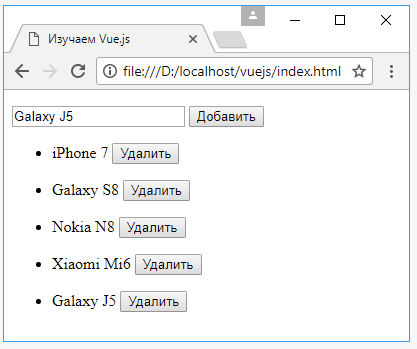 Изучаем Vue.js
file:///D:/localhost/vuejs/index.html
Galaxy J5 Добавить
iPhone 7 Удалить
Galaxy S8 Удалить
Nokia N8 Удалить
Xiaomi Mi6 Удалить
Galaxy J5 Удалить